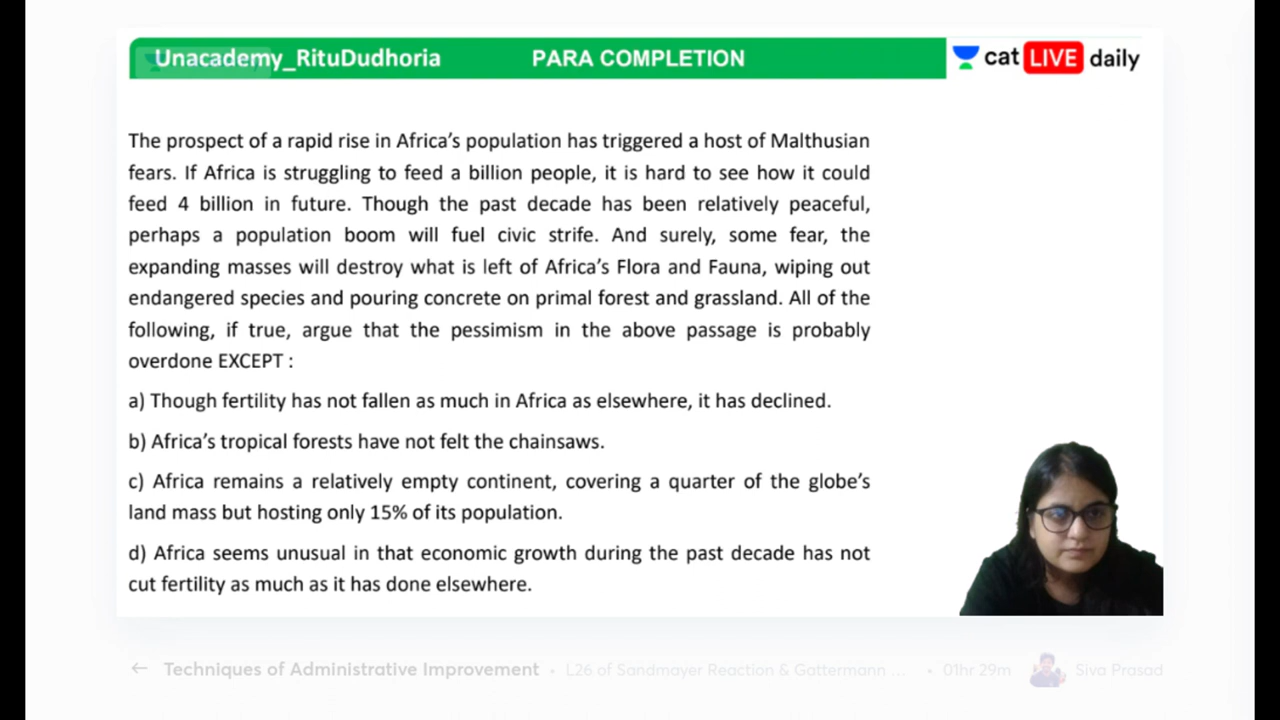 Unacademy_RituDudhoria PARA COMPLETION cat LIVE daily
The prospect of a rapid rise in Africa's population has triggered a host of Malthusian
fears. If Africa is struggling to feed a billion people, it is hard to see how it could
feed 4 billion in future. Though the past decade has been relatively peaceful,
perhaps a population boom will fuel civic strife. And surely, some fear, the
expanding masses will destroy what is left of Africa's Flora and Fauna, wiping out
endangered species and pouring concrete on primal forest and grassland. All of the
following, if true, argue that the pessimism in the above passage is probably
overdone EXCEPT :
a) Though fertility has not fallen as much in Africa as elsewhere, it has declined.
b) Africa's tropical forests have not felt the chainsaws.
c) Africa remains a relatively empty continent, covering a quarter of the globe's
land mass but hosting only 15% of its population.
d) Africa seems unusual in that economic growth during the past decade has not
cut fertility as much as it has done elsewhere.
← Techniques of Administrative Improvement • L26 of Sandmayer Reaction & Gattermann ... • 01hr 29m Siva Prasad